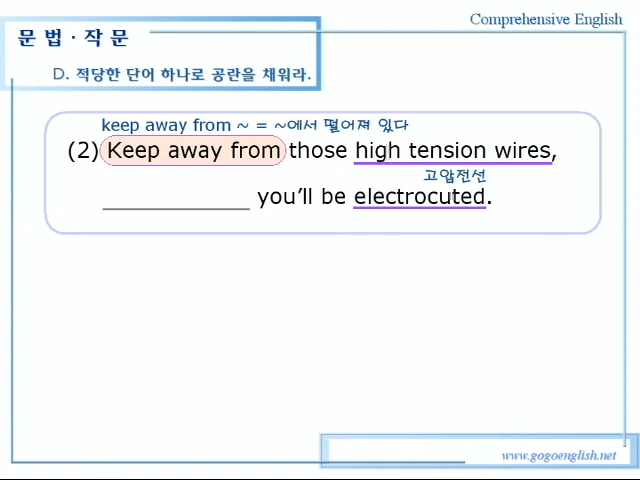 Comprehensive English
문 법 · 작 문
D. 적당한 단어 하나로 공란을 채워라.
keep away from ~ = ~에서 떨어져 있다
(2) Keep away from those high tension wires,
고압전선
____________ you’ll be electrocuted.
www.gogoenglish.net